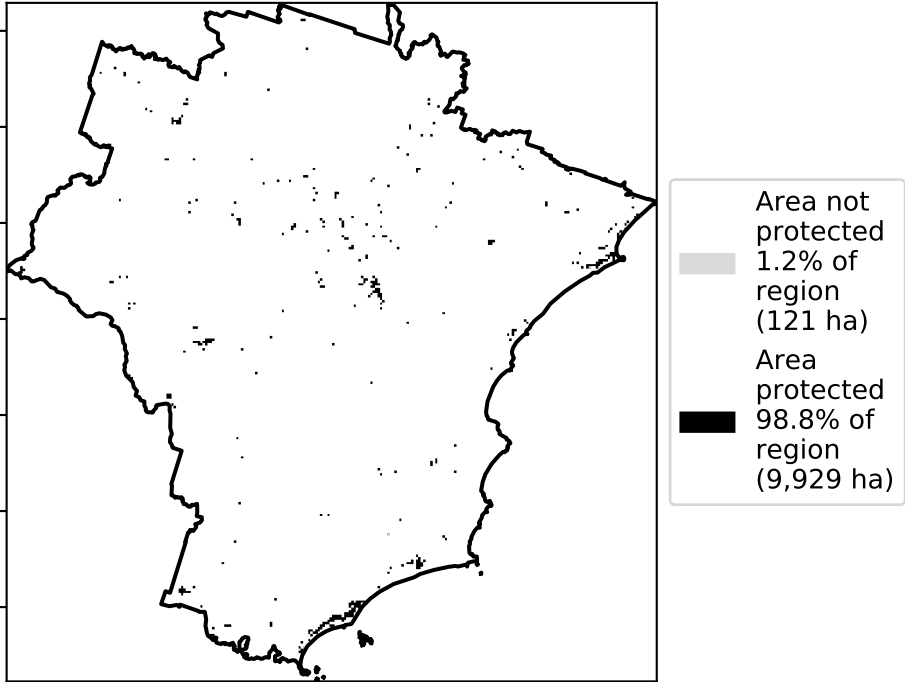 Area not
protected
1.2% of
region
(121 ha)
Area
protected
98.8% of
region
(9,929 ha)